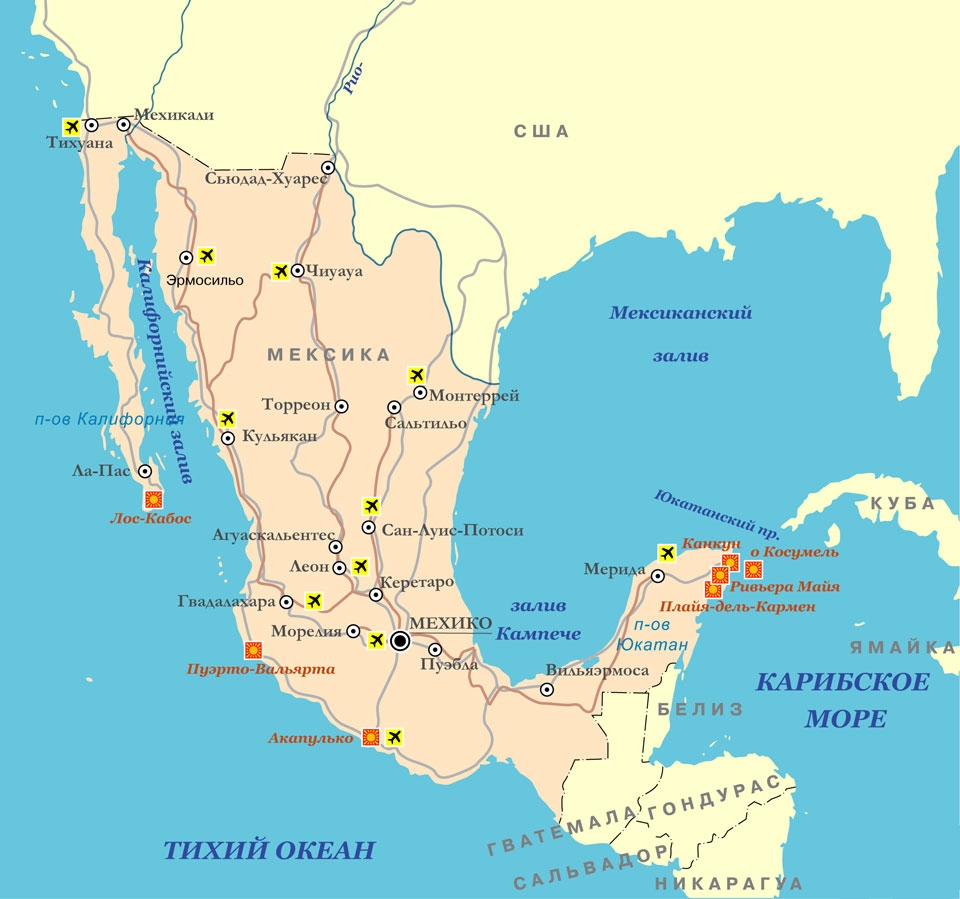 Мехикали
Тихуана
Рио-
США
Сьюдад-Хуарес
Эрмосильо
Чиуауа
Калифорнийский залив
Мексиканский
залив
МЕКСИКА
Монтеррей
Торреон
Сальтильо
п-ов Калифорния
Кульякан
Ла-Пас
Лос-Кабос
Юкатанский пр.
КУБА
Агуаскальентес
Сан-Луис-Потоси
Канкун
о Косумель
Леон
Мерида
Керетаро
Ривьера Майя
Гвадалахара
залив
Кампече
Плайя-дель-Кармен
МЕХИКО
Морелия
п-ов
Юкатан
ЯМАЙКА
Пуэбла
Пуэрто-Вальярта
Вильяэрмоса
КАРИБСКОЕ
МОРЕ
БЕЛИЗ
Акапулько
ГВАТЕМАЛА
ГОНДУРАС
ТИХИЙ ОКЕАН
САЛЬВАДОР
НИКАРАГУА